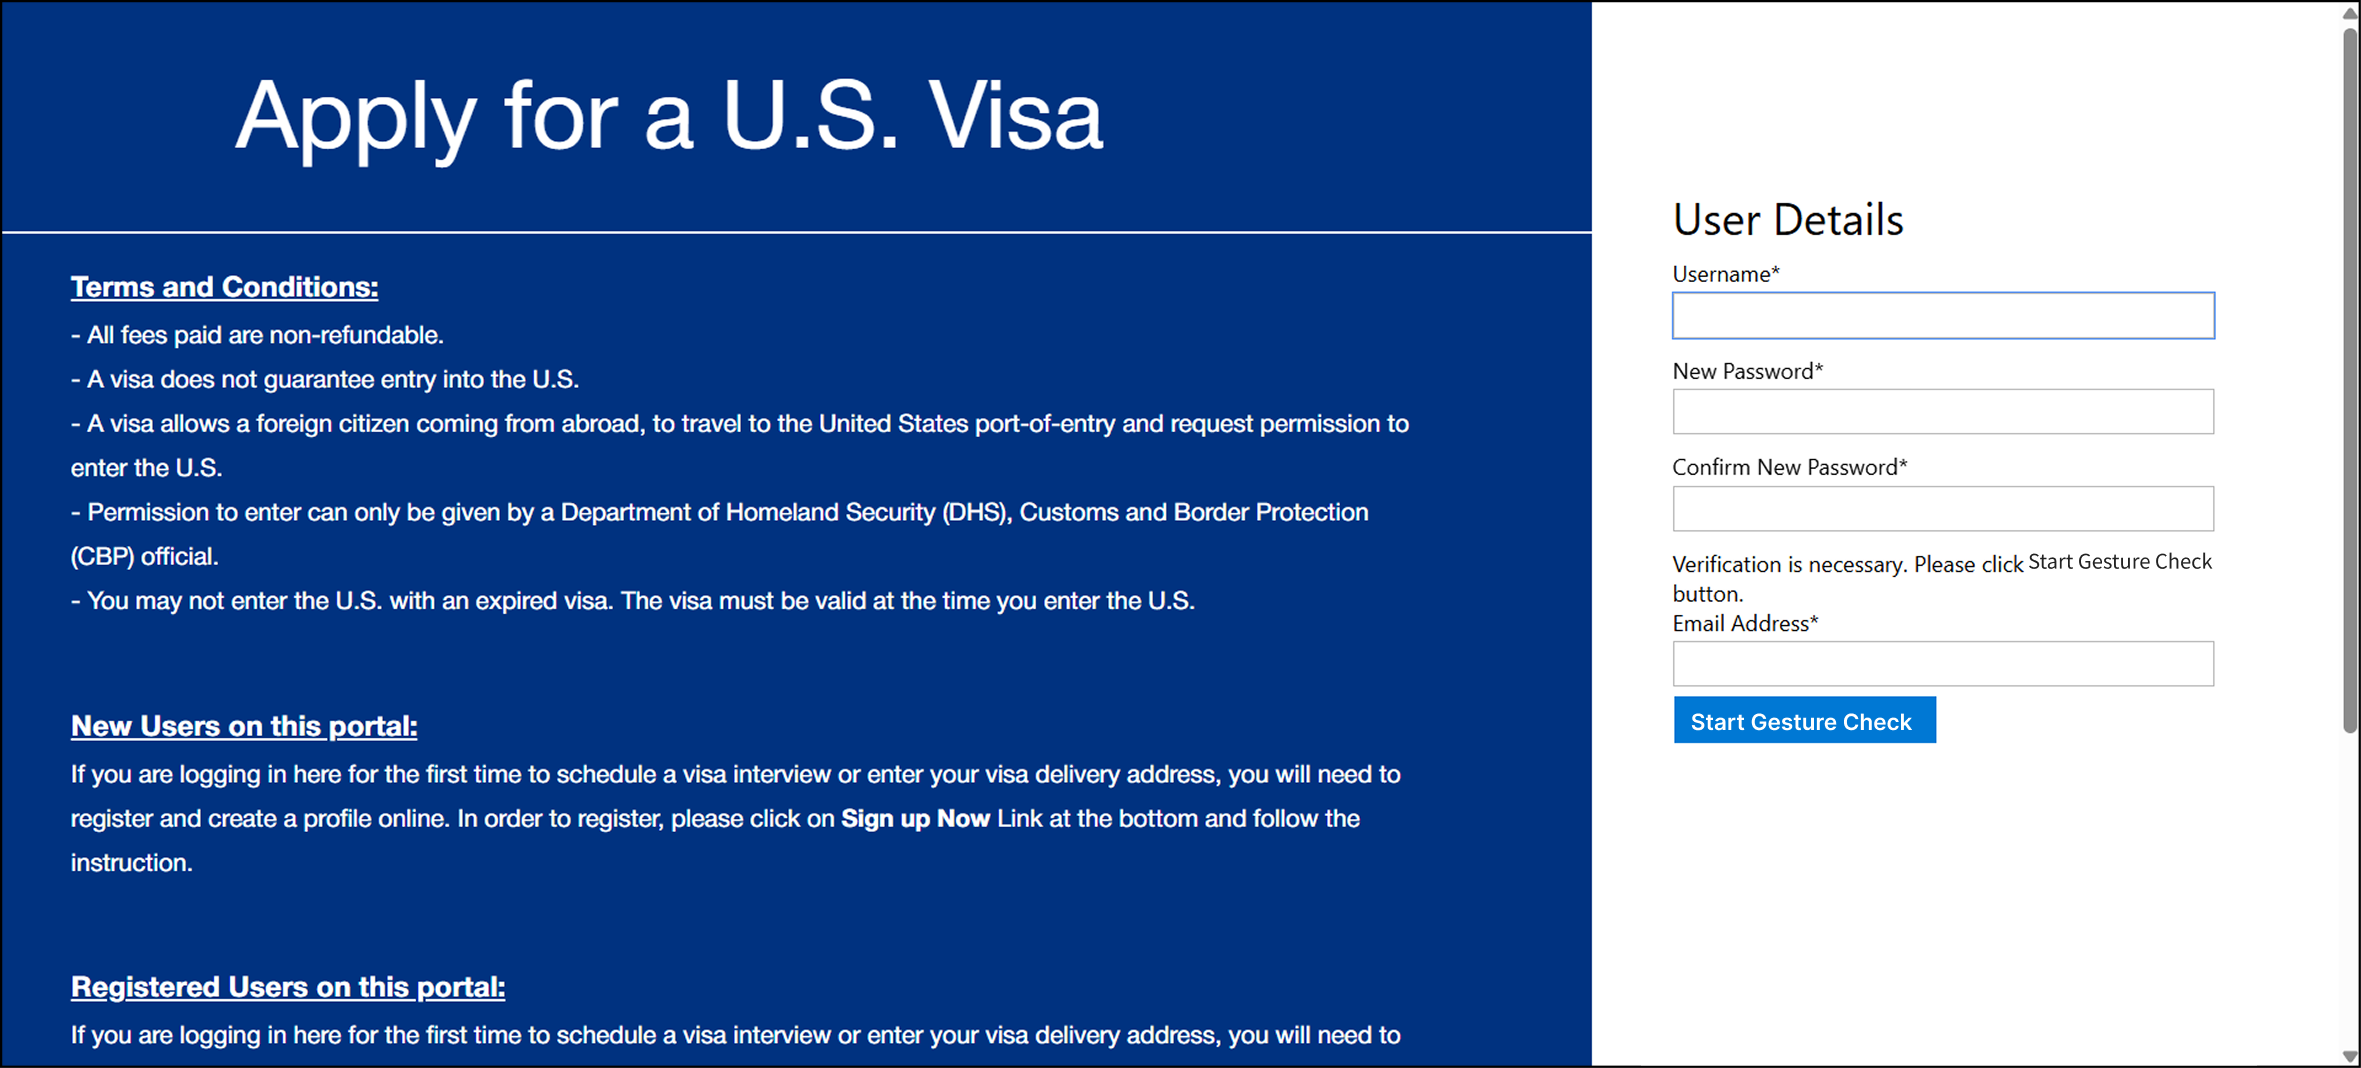 Apply for a U.S. Visa
Terms and Conditions:
- All fees paid are non-refundable.
- A visa does not guarantee entry into the U.S.
- A visa allows a foreign citizen coming from abroad, to travel to the United States port-of-entry and request permission to
enter the U.S.
- Permission to enter can only be given by a Department of Homeland Security (DHS), Customs and Border Protection
(CBP) official.
- You may not enter the U.S. with an expired visa. The visa must be valid at the time you enter the U.S.
New Users on this portal:
If you are logging in here for the first time to schedule a visa interview or enter your visa delivery address, you will need to
register and create a profile online. In order to register, please click on Sign up Now Link at the bottom and follow the
instruction.
Registered Users on this portal:
If you are logging in here for the first time to schedule a visa interview or enter your visa delivery address, you will need to
User Details
Username*
New Password*
Confirm New Password*
Verification is necessary. Please click Start Gesture Check
button.
Email Address*
Start Gesture Check